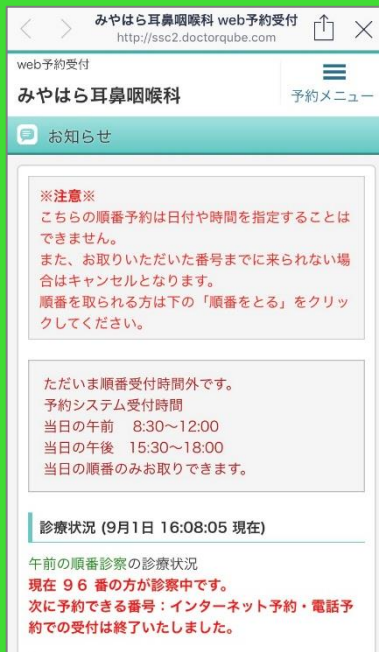 みやはら耳鼻咽喉科 web予約受付
http://ssc2.doctorqube.com
web予約受付
みやはら耳鼻咽喉科
予約メニュー
お知らせ
※注意※
こちらの順番予約は日付や時間を指定することは
できません。
また、お取りいただいた番号までに来られない場
合はキャンセルとなります。
順番を取られる方は下の「順番をとる」をクリッ
クしてください。
ただいま順番受付時間外です。
予約システム受付時間
当日の午前　8:30～12:00
当日の午後　15:30～18:00
当日の順番のみお取りできます。
診療状況 (9月1日 16:08:05 現在)
午前の順番診察の診療状況
現在 ９６ 番の方が診察中です。
次に予約できる番号：インターネット予約・電話予
約での受付は終了いたしました。